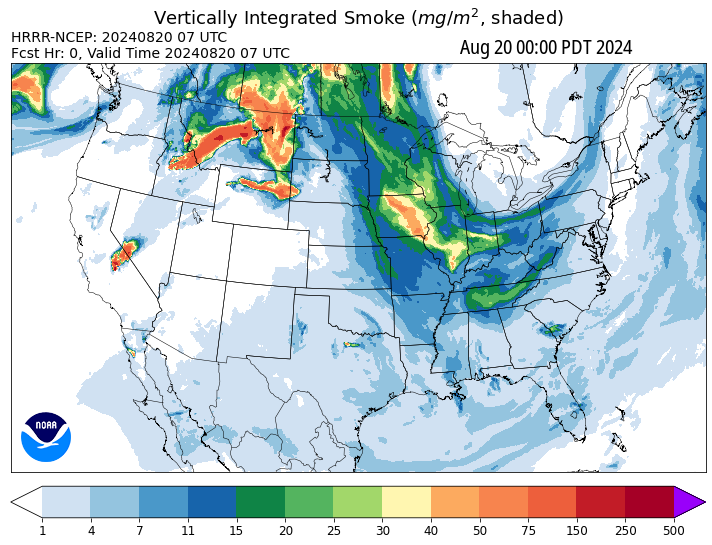 Vertically Integrated Smoke (mg/m², shaded)
HRRR-NCEP: 20240820 07 UTC
Fcst Hr: 0, Valid Time 20240820 07 UTC
Aug 20 00:00 PDT 2024
NOAA
1 4 7 11 15 20 25 30 40 50 75 150 250 500